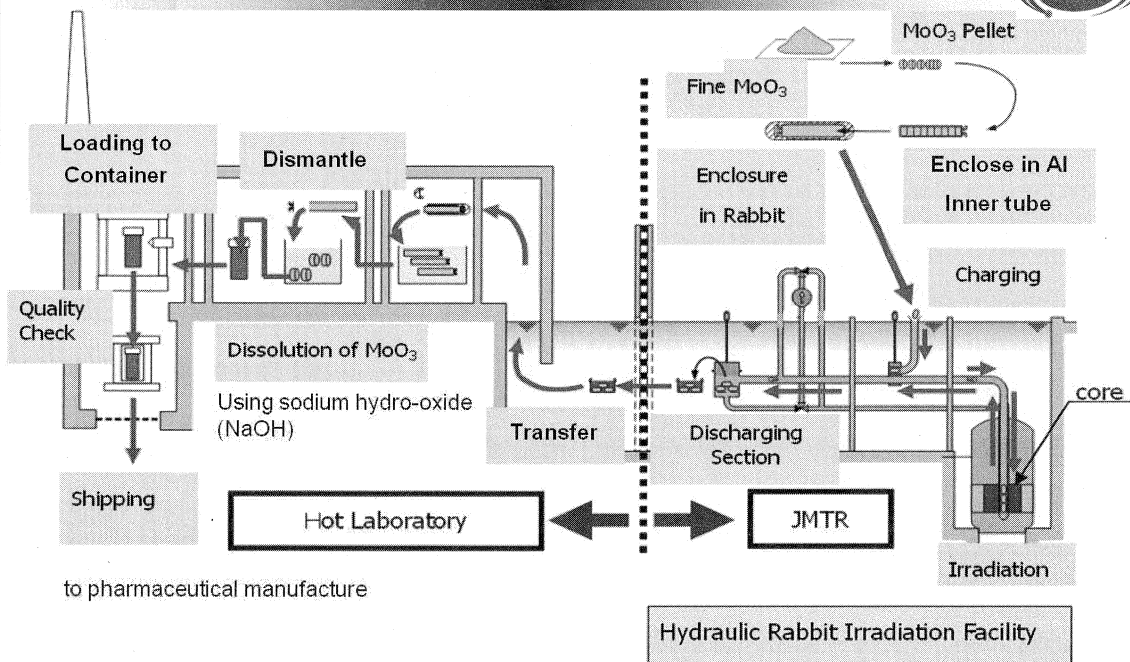 MoO₃ Pellet
Fine MoO₃
Enclose in Al
Inner tube
Enclosure
in Rabbit
Charging
core
Irradiation
Discharging
Section
Transfer
Dismantle
Dissolution of MoO₃
Using sodium hydro-oxide
(NaOH)
Loading to
Container
Quality
Check
Shipping
Hot Laboratory
JMTR
to pharmaceutical manufacture
Hydraulic Rabbit Irradiation Facility